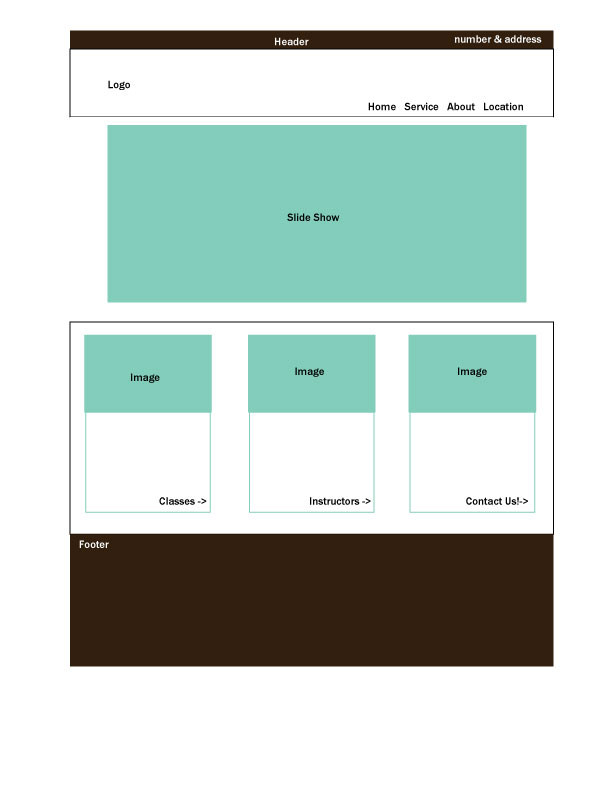 Header
number & address
Logo
Home Service About Location
Slide Show
Image
Image
Image
Classes ->
Instructors ->
Contact Us!->
Footer